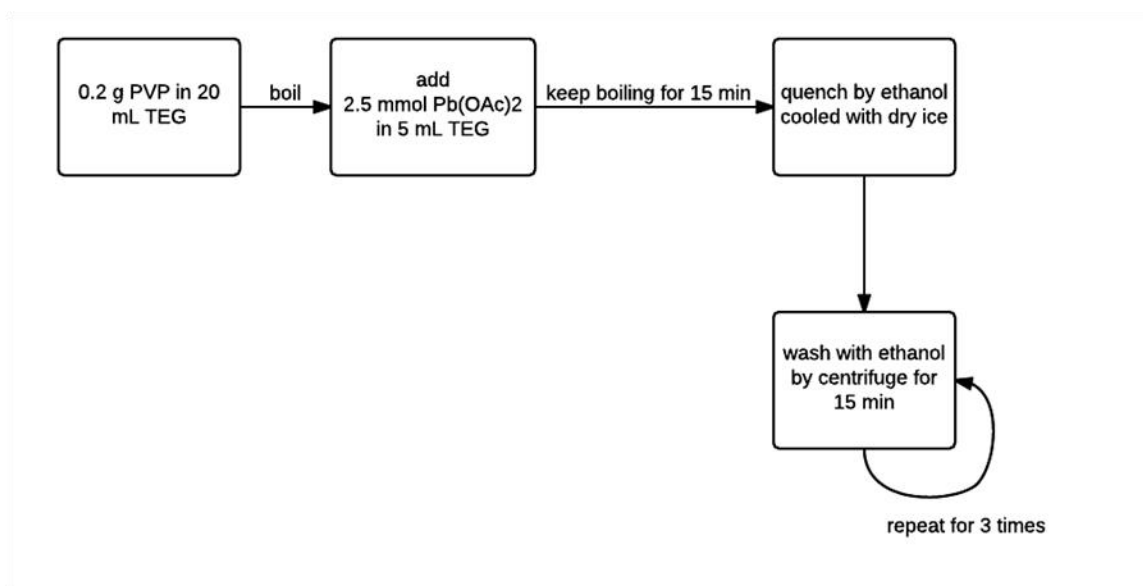 0.2 g PVP in 20
mL TEG
boil
add
2.5 mmol Pb(OAc)2
in 5 mL TEG
keep boiling for 15 min
quench by ethanol
cooled with dry ice
wash with ethanol
by centrifuge for
15 min
repeat for 3 times